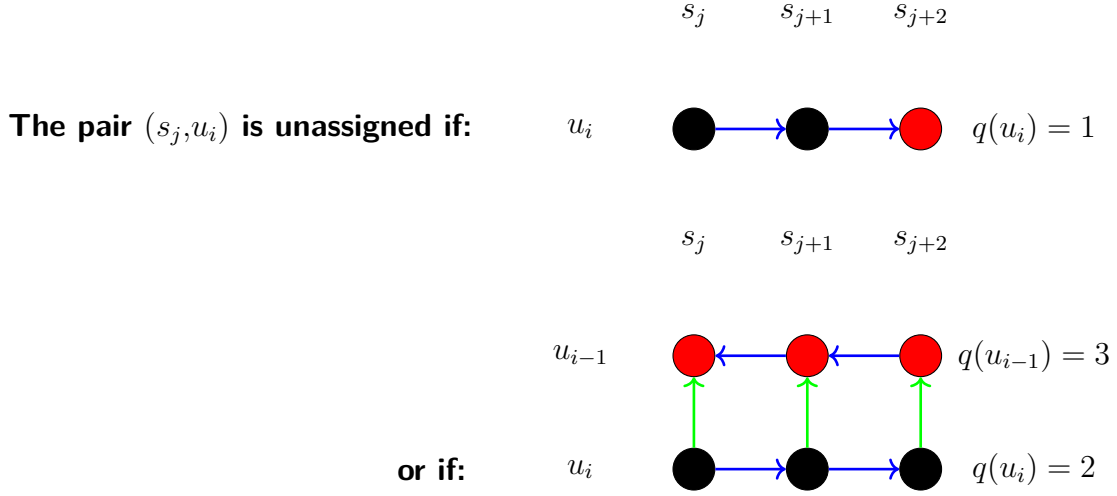 s_j s_{j+1} s_{j+2}
The pair (s_j,u_i) is unassigned if: u_i q(u_i) = 1
s_j s_{j+1} s_{j+2}
u_{i−1} q(u_{i−1}) = 3
or if: u_i q(u_i) = 2